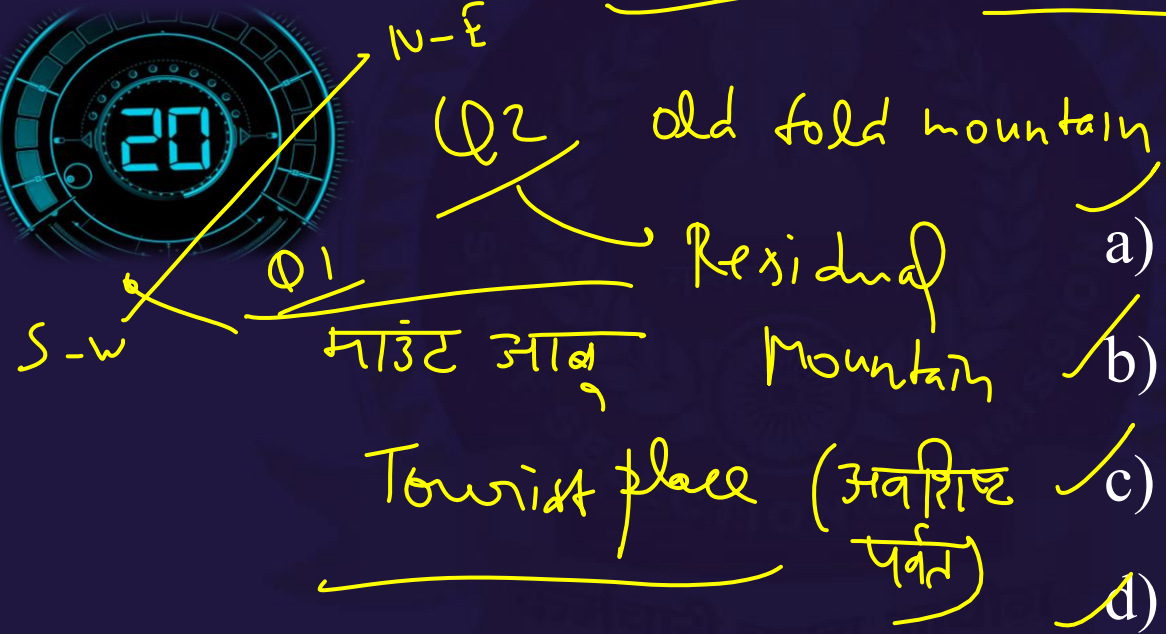 N-E
20
Q2 old fold mountain
Residual a)
Q1
S-W माउंट आबू Mountain b)
Tourist place (अवशिष्ट c)
पर्वत)
d)